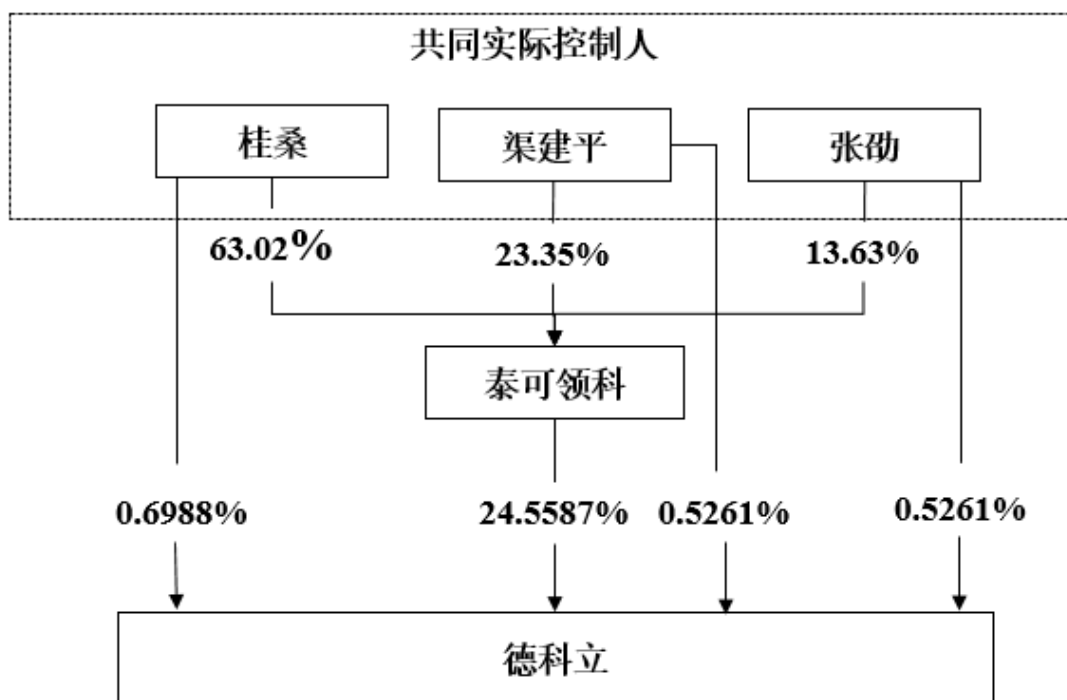 共同实际控制人
桂桑
渠建平
张劭
63.02%
23.35%
13.63%
泰可领科
0.6988%
24.5587%
0.5261%
0.5261%
德科立